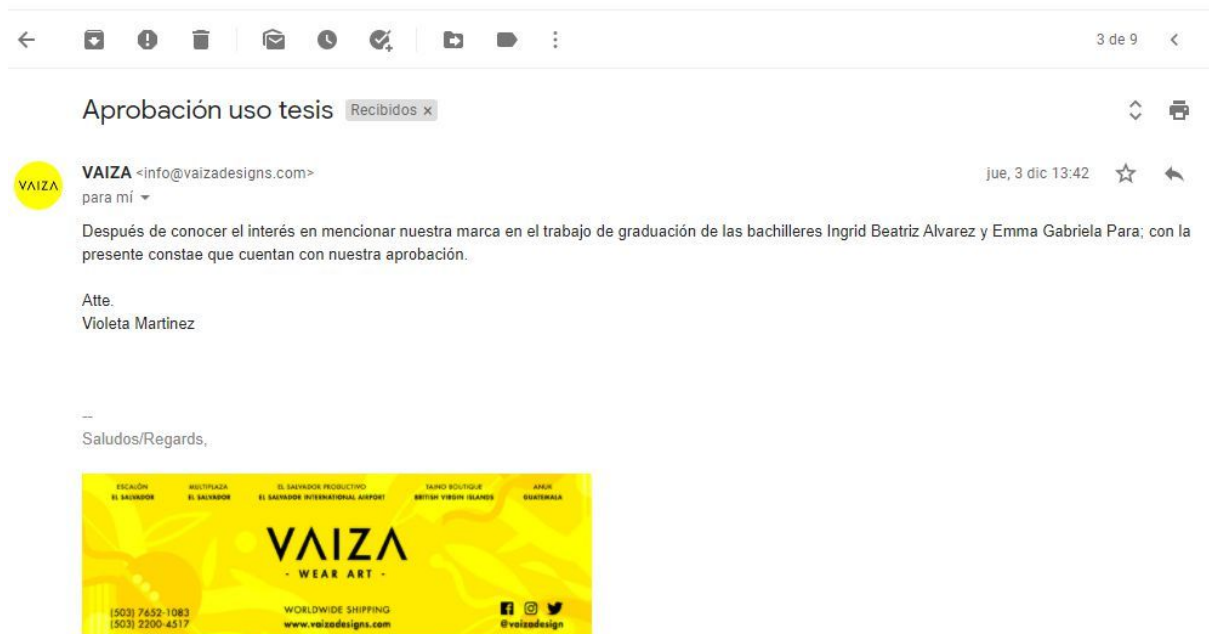 3 de 9
Aprobación uso tesis Recibidos x
VAIZA
VAIZA <info@vaizadesigns.com>
jue, 3 dic 13:42
para mí
Después de conocer el interés en mencionar nuestra marca en el trabajo de graduación de las bachilleres Ingrid Beatriz Alvarez y Emma Gabriela Para; con la
presente constae que cuentan con nuestra aprobación.
Atte.
Violeta Martinez
--
Saludos/Regards,
ESCALÓN MULTIPLAZA EL SALVADOR PRODUCTIVO TAINO BOUTIQUE ANUK
EL SALVADOR EL SALVADOR EL SALVADOR INTERNATIONAL AIRPORT BRITISH VIRGIN ISLANDS GUATEMALA
VAIZA
- WEAR ART -
(503) 7652-1083 WORLDWIDE SHIPPING
(503) 2200-4517 www.vaizadesigns.com @vaizadesign